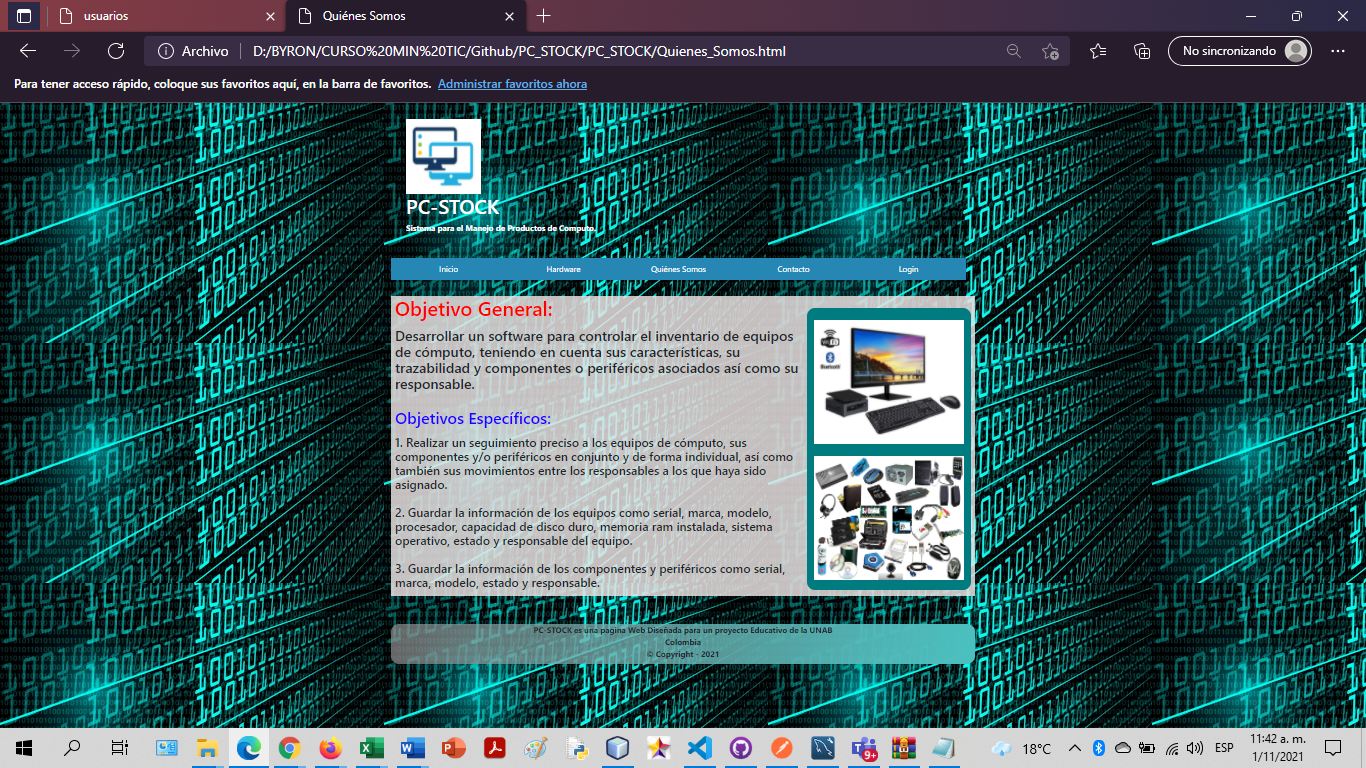 usuarios
Quiénes Somos
Archivo
D:/BYRON/CURSO%20MIN%20TIC/Github/PC_STOCK/PC_STOCK/Quienes_Somos.html
No sincronizando
Para tener acceso rápido, coloque sus favoritos aquí, en la barra de favoritos. Administrar favoritos ahora
PC-STOCK
Sistema para el Manejo de Productos de Computo.
Inicio
Hardware
Quiénes Somos
Contacto
Login
Objetivo General:
Desarrollar un software para controlar el inventario de equipos
de cómputo, teniendo en cuenta sus características, su
trazabilidad y componentes o periféricos asociados así como su
responsable.
Objetivos Específicos:
1. Realizar un seguimiento preciso a los equipos de cómputo, sus
componentes y/o periféricos en conjunto y de forma individual, así como
también sus movimientos entre los responsables a los que haya sido
asignado.
2. Guardar la información de los equipos como serial, marca, modelo,
procesador, capacidad de disco duro, memoria ram instalada, sistema
operativo, estado y responsable del equipo.
3. Guardar la información de los componentes y periféricos como serial,
marca, modelo, estado y responsable.
Wi Fi
Bluetooth
PC-STOCK es una pagina Web Diseñada para un proyecto Educativo de la UNAB
Colombia
© Copyright - 2021
9+
18°C
ESP
11:42 a. m.
1/11/2021